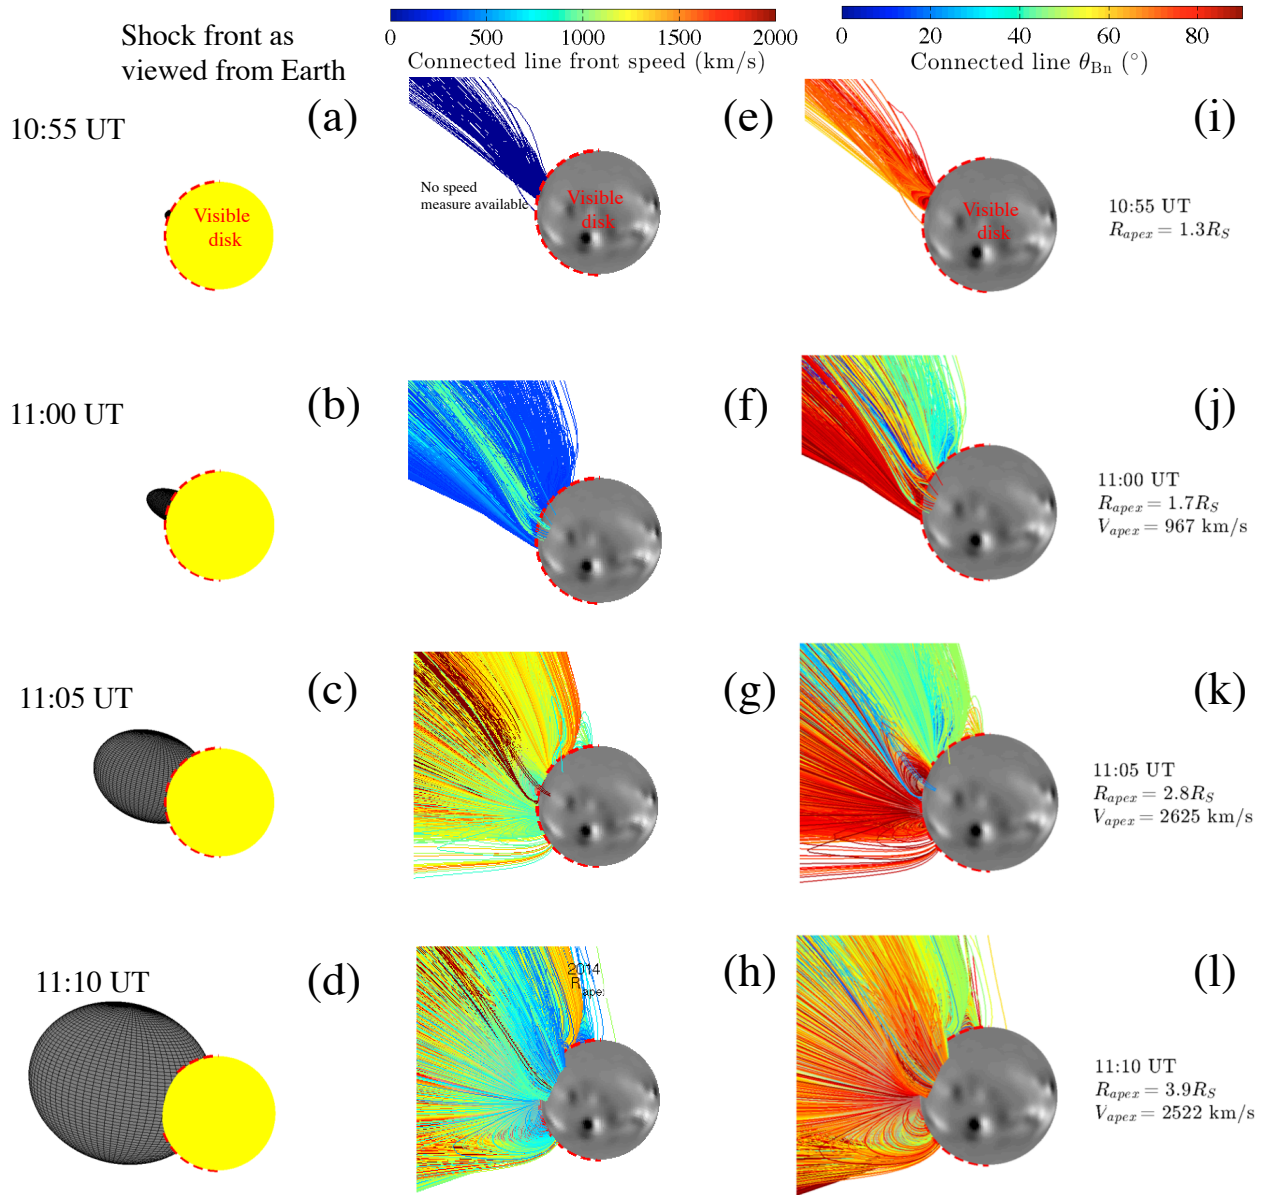 Shock front as
viewed from Earth
0 500 1000 1500 2000
Connected line front speed (km/s)
0 20 40 60 80
Connected line θBn (°)
10:55 UT
(a)
Visible
disk
No speed
measure available
Visible
disk
(e)
Visible
disk
(i)
10:55 UT
Rapex = 1.3RS
11:00 UT
(b)
(f)
(j)
11:00 UT
Rapex = 1.7RS
Vapex = 967 km/s
11:05 UT
(c)
(g)
(k)
11:05 UT
Rapex = 2.8RS
Vapex = 2625 km/s
11:10 UT
(d)
2014
Rapex
(h)
(l)
11:10 UT
Rapex = 3.9RS
Vapex = 2522 km/s